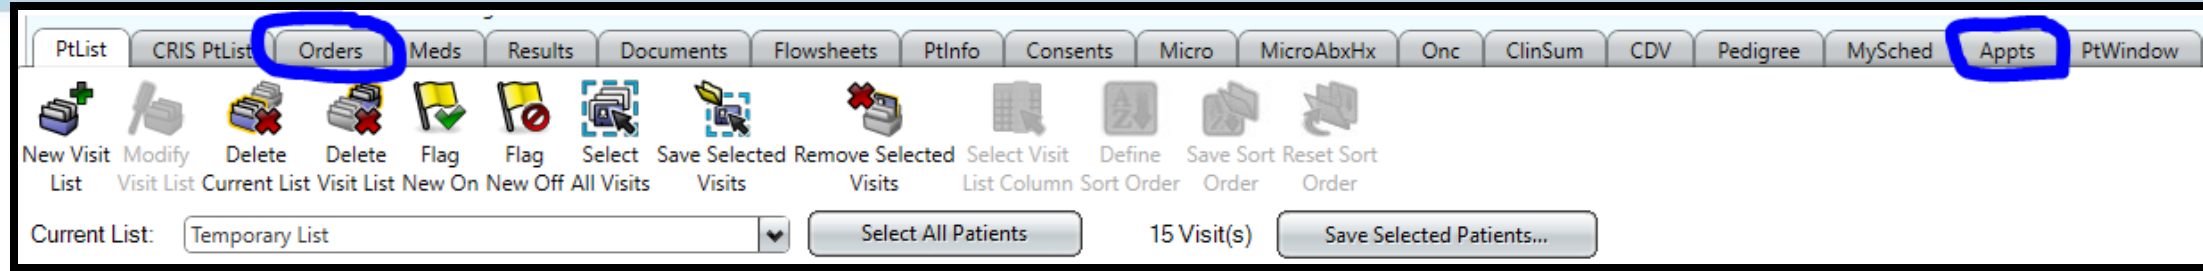 PtList CRIS PtList Orders Meds Results Documents Flowsheets PtInfo Consents Micro MicroAbxHx Onc ClinSum CDV Pedigree MySched Appts PtWindow
New Visit Modify Delete Delete Flag Flag Select Save Selected Remove Selected Select Visit Define Save Sort Reset Sort
List Visit List Current List Visit List New On New Off All Visits Visits Visits List Column Sort Order Order Order
Current List: Temporary List Select All Patients 15 Visit(s) Save Selected Patients...